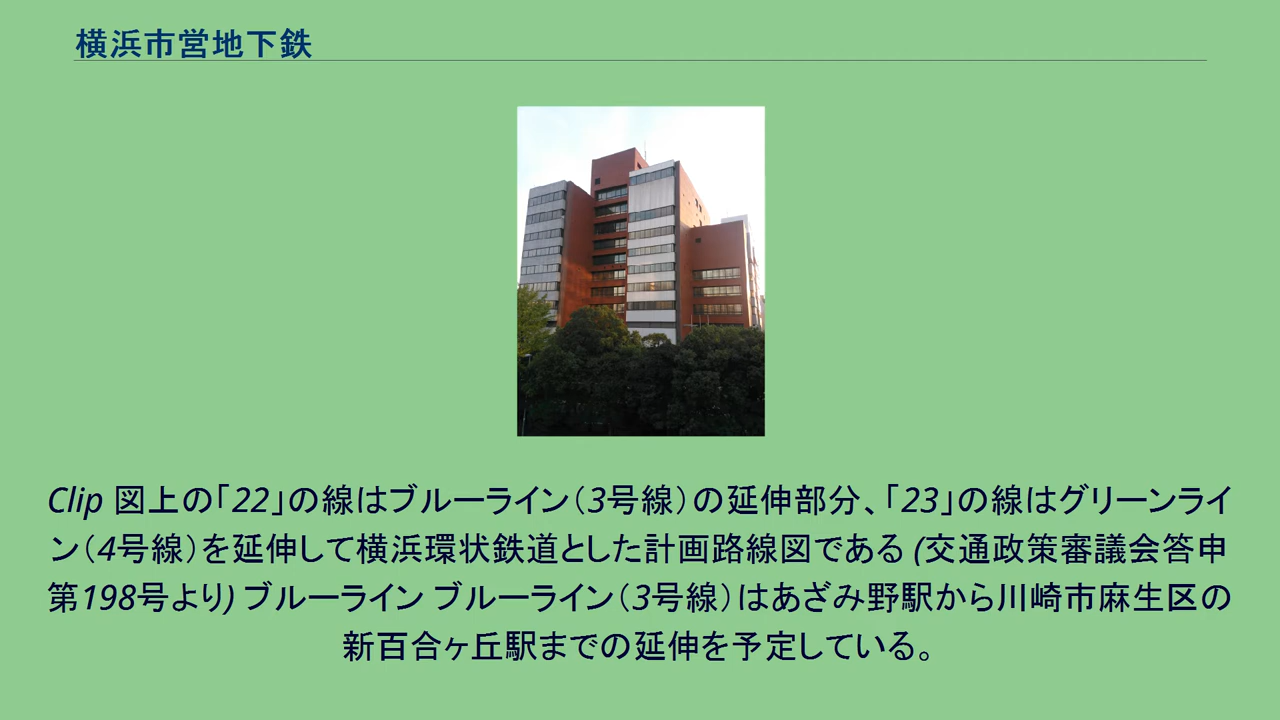 横浜市営地下鉄
Clip 図上の「22」の線はブルーライン（3号線）の延伸部分、「23」の線はグリーンライ
ン（4号線）を延伸して横浜環状鉄道とした計画路線図である (交通政策審議会答申
第198号より) ブルーライン ブルーライン（3号線）はあざみ野駅から川崎市麻生区の
新百合ヶ丘駅までの延伸を予定している。